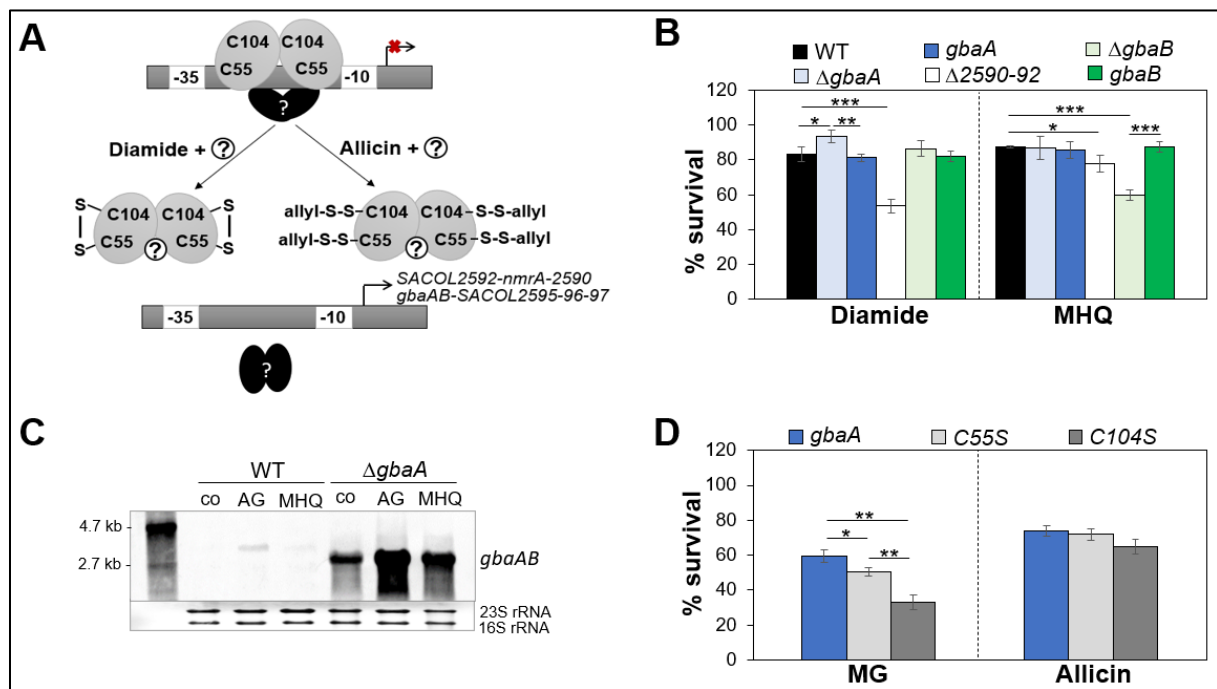 A
C104 C104
C55 C55
-35 -10
?
Diamide + ? Allicin + ?
S S
C104 C104
C55 C55
S S
?
allyl-S-S- C104 C104 -S-S-allyl
allyl-S-S- C55 C55 -S-S-allyl
?
SACOL2592-nmrA-2590
gbaAB-SACOL2595-96-97
-35 -10
?
B
WT gbaA ΔgbaB
ΔgbaA Δ2590-92 gbaB
120
100
80
60
40
20
0
% survival
*** ***
* ** * ***
Diamide MHQ
C
WT ΔgbaA
co AG MHQ co AG MHQ
4.7 kb -
2.7 kb - gbaAB
23S rRNA
16S rRNA
D
gbaA C55S C104S
120
100
80
60
40
20
0
% survival
**
* **
MG Allicin